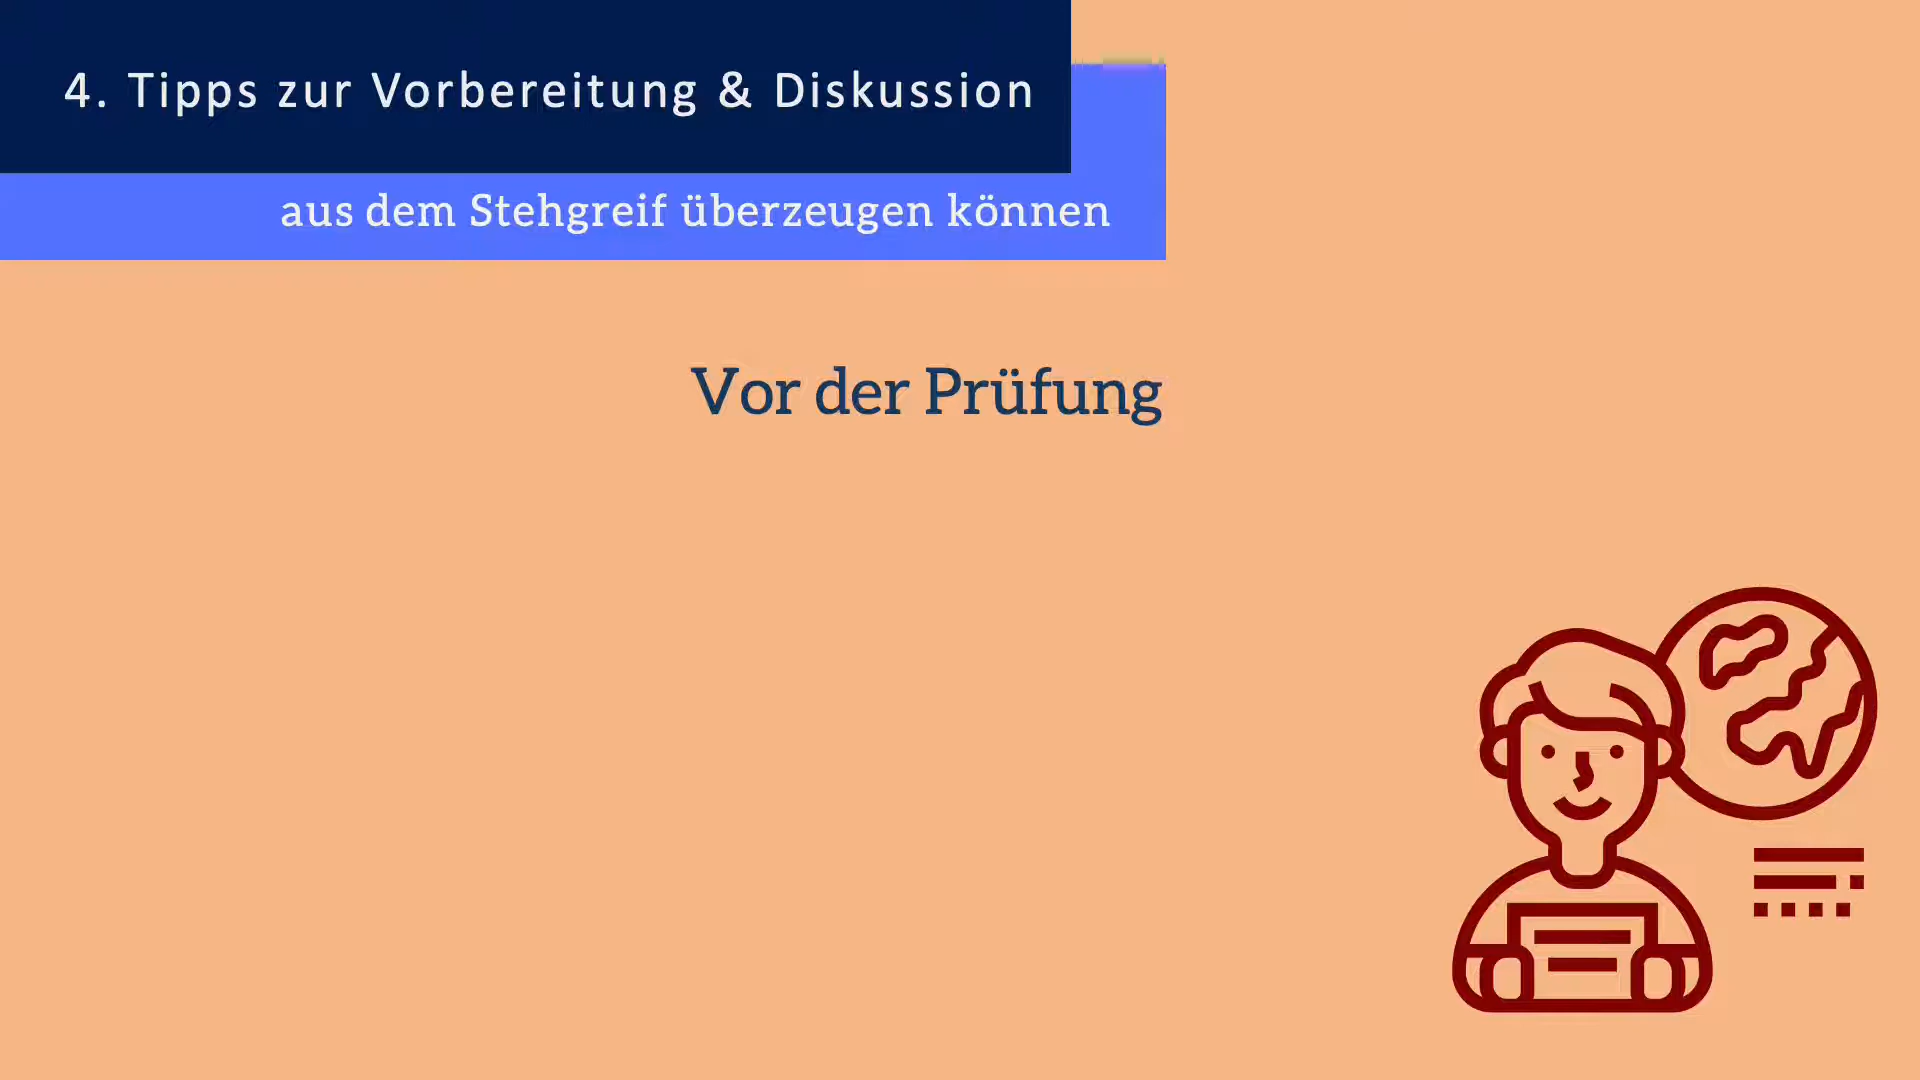 4. Tipps zur Vorbereitung & Diskussion
aus dem Stehgreif überzeugen können
Vor der Prüfung